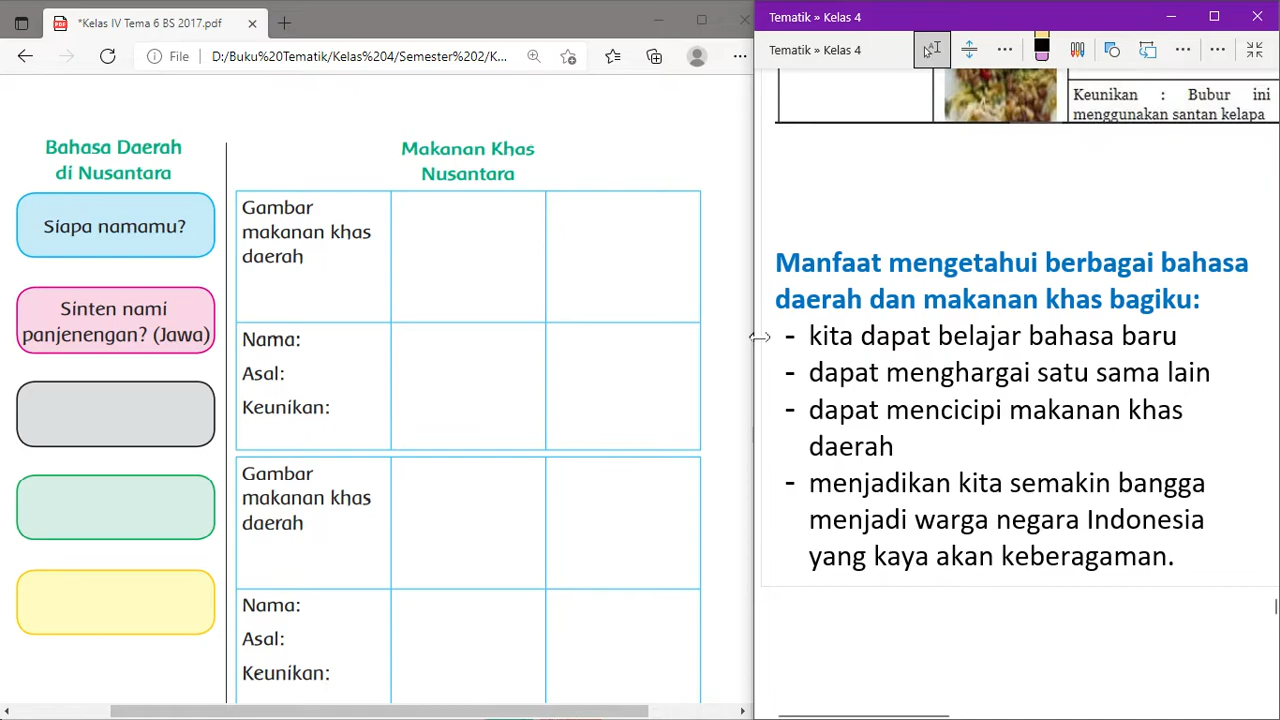 *Kelas IV Tema 6 BS 2017.pdf
File
D:/Buku%20Tematik/Kelas%204/Semester%202/K...
Bahasa Daerah
di Nusantara
Siapa namamu?
Sinten nami
panjenengan? (Jawa)
Makanan Khas
Nusantara
Gambar
makanan khas
daerah
Nama:
Asal:
Keunikan:
Gambar
makanan khas
daerah
Nama:
Asal:
Keunikan:
Tematik » Kelas 4
Tematik » Kelas 4
Keunikan : Bubur ini
menggunakan santan kelapa
Manfaat mengetahui berbagai bahasa
daerah dan makanan khas bagiku:
- kita dapat belajar bahasa baru
- dapat menghargai satu sama lain
- dapat mencicipi makanan khas
daerah
- menjadikan kita semakin bangga
menjadi warga negara Indonesia
yang kaya akan keberagaman.